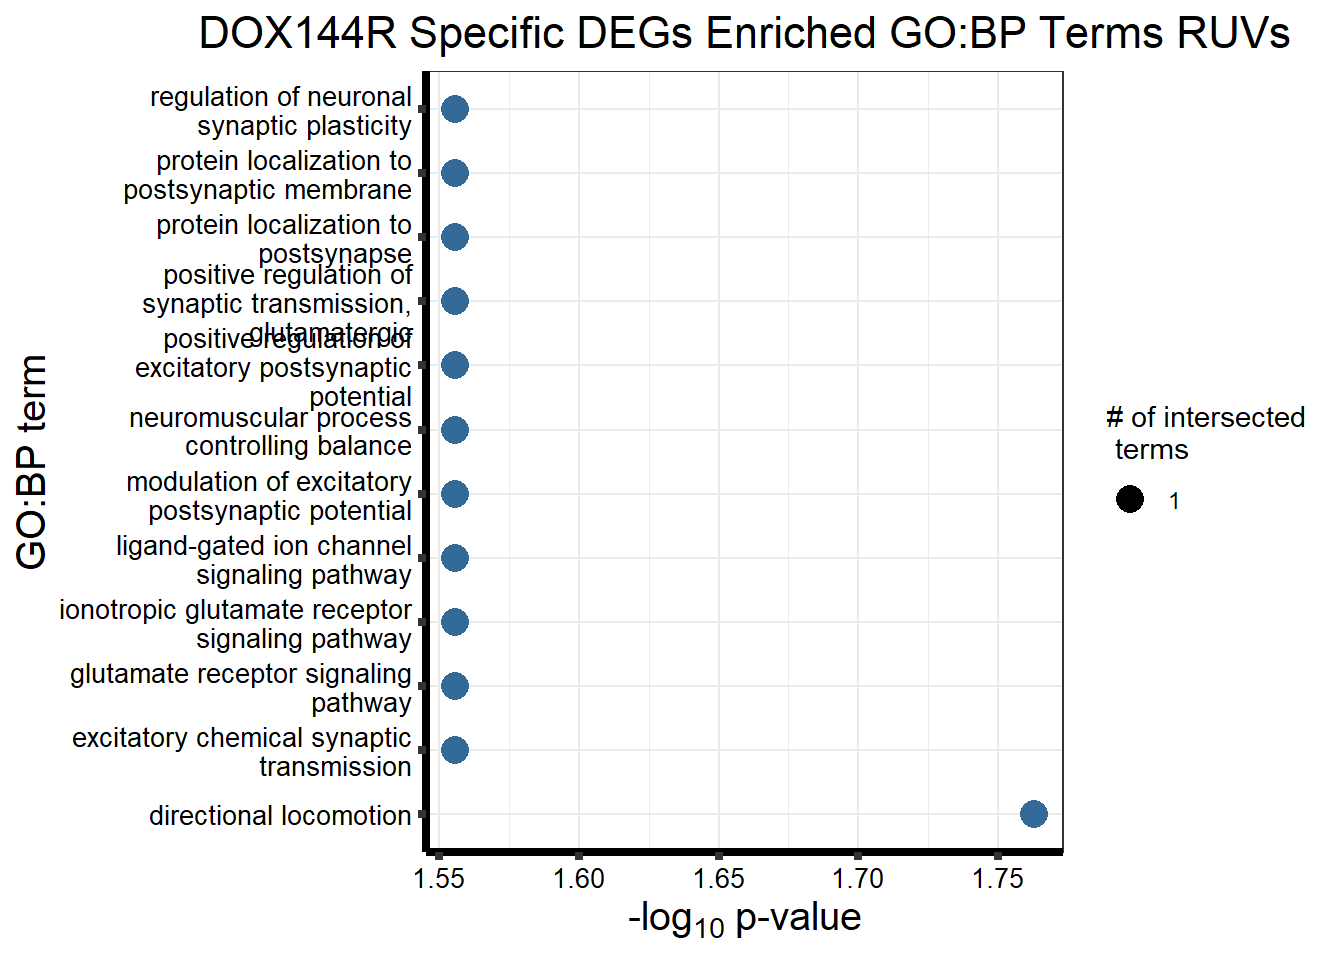 DOX144R Specific DEGs Enriched GO:BP Terms RUVs
GO:BP term
regulation of neuronal
synaptic plasticity
protein localization to
postsynaptic membrane
protein localization to
postsynapse
positive regulation of
synaptic transmission,
glutamatergic
positive regulation of
excitatory postsynaptic
potential
neuromuscular process
controlling balance
modulation of excitatory
postsynaptic potential
ligand-gated ion channel
signaling pathway
ionotropic glutamate receptor
signaling pathway
glutamate receptor signaling
pathway
excitatory chemical synaptic
transmission
directional locomotion
1.55 1.60 1.65 1.70 1.75
-log10 p-value
# of intersected
terms
1